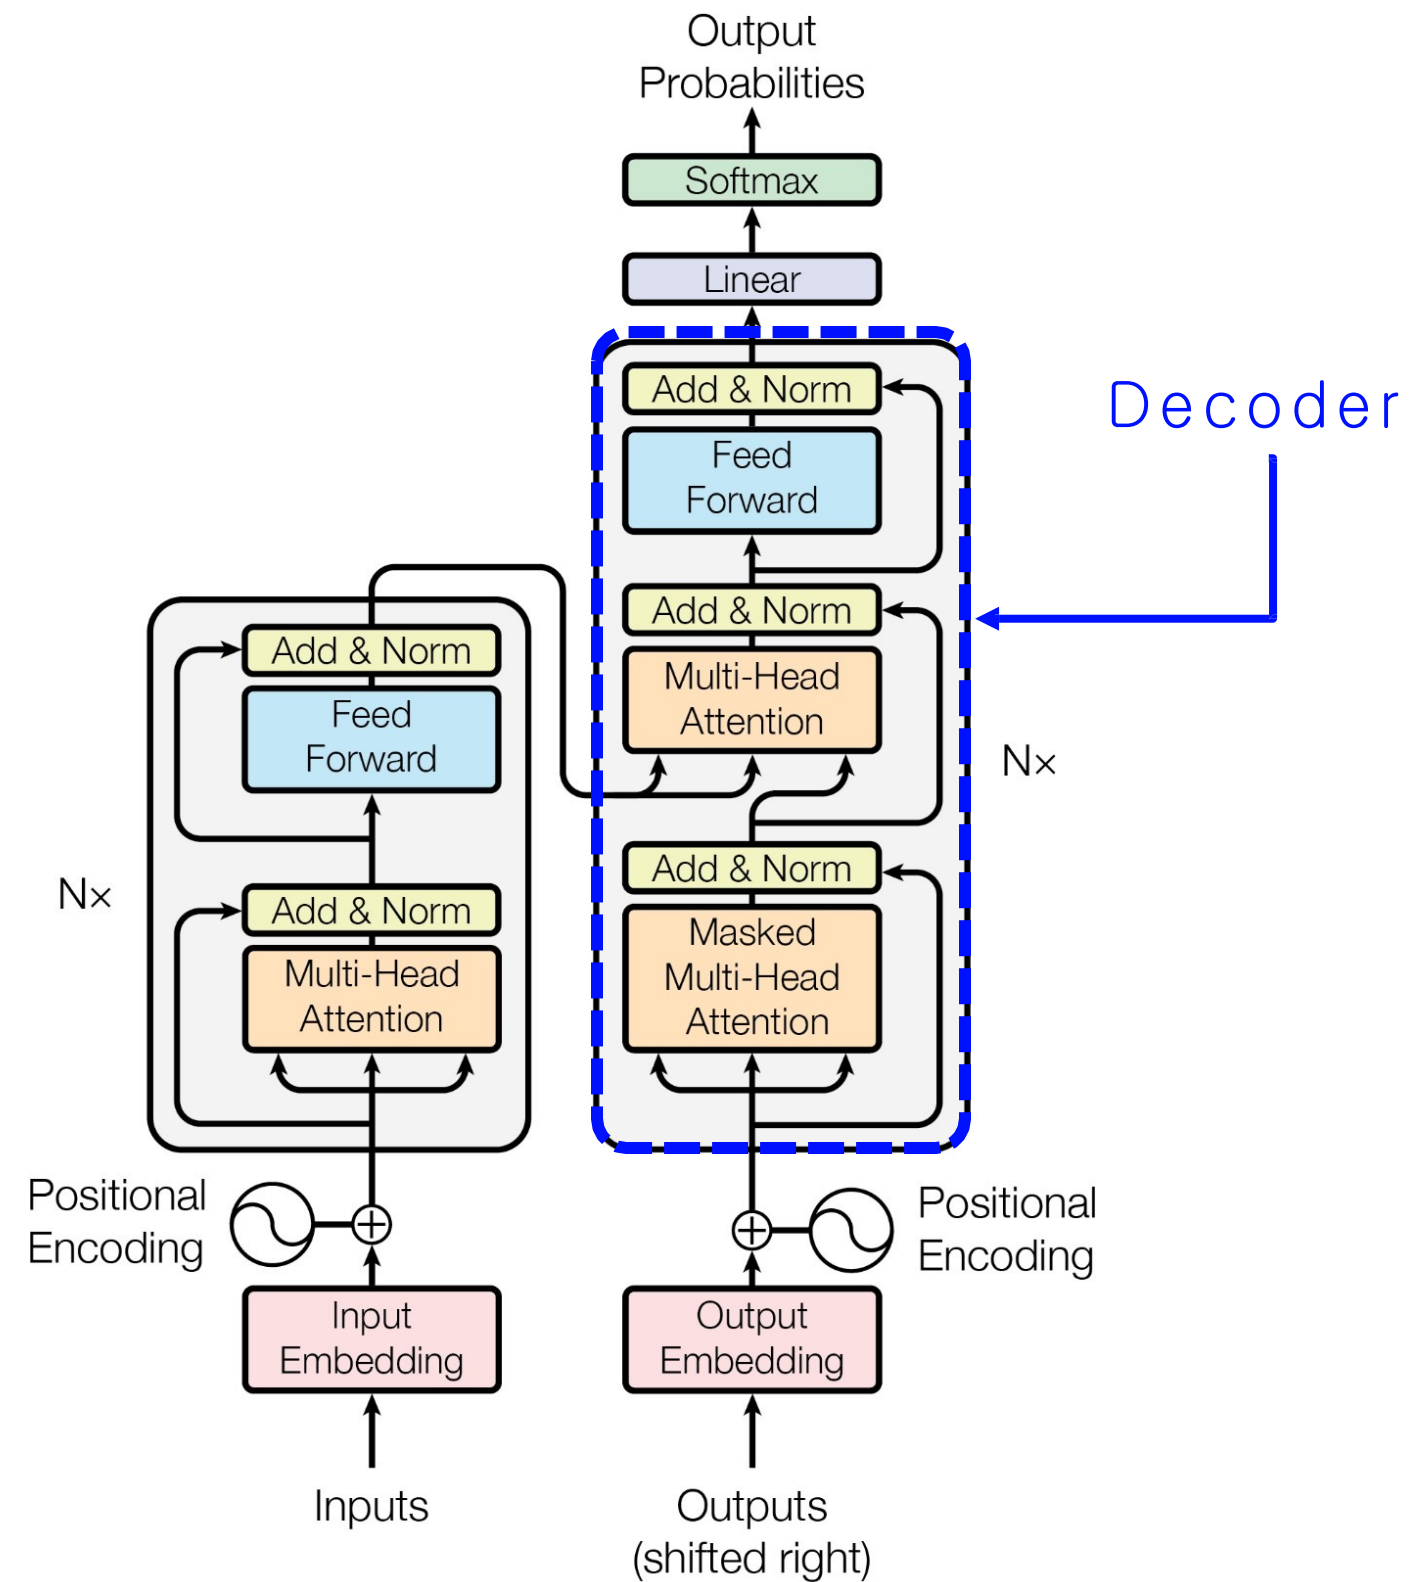 Output
Probabilities
Softmax
Linear
Add & Norm
Feed
Forward
Add & Norm
Multi-Head
Attention
Add & Norm
Masked
Multi-Head
Attention
Nx
Decoder
Add & Norm
Feed
Forward
Add & Norm
Multi-Head
Attention
Nx
Positional
Encoding
Positional
Encoding
Input
Embedding
Output
Embedding
Inputs
Outputs
(shifted right)